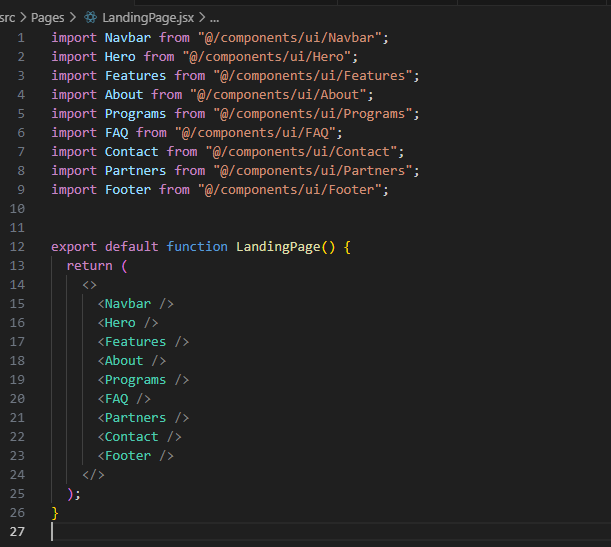 src > Pages > LandingPage.jsx > ...
1 import Navbar from "@/components/ui/Navbar";
2 import Hero from "@/components/ui/Hero";
3 import Features from "@/components/ui/Features";
4 import About from "@/components/ui/About";
5 import Programs from "@/components/ui/Programs";
6 import FAQ from "@/components/ui/FAQ";
7 import Contact from "@/components/ui/Contact";
8 import Partners from "@/components/ui/Partners";
9 import Footer from "@/components/ui/Footer";
10
11
12 export default function LandingPage() {
13   return (
14     <>
15       <Navbar />
16       <Hero />
17       <Features />
18       <About />
19       <Programs />
20       <FAQ />
21       <Partners />
22       <Contact />
23       <Footer />
24     </>
25   );
26 }
27